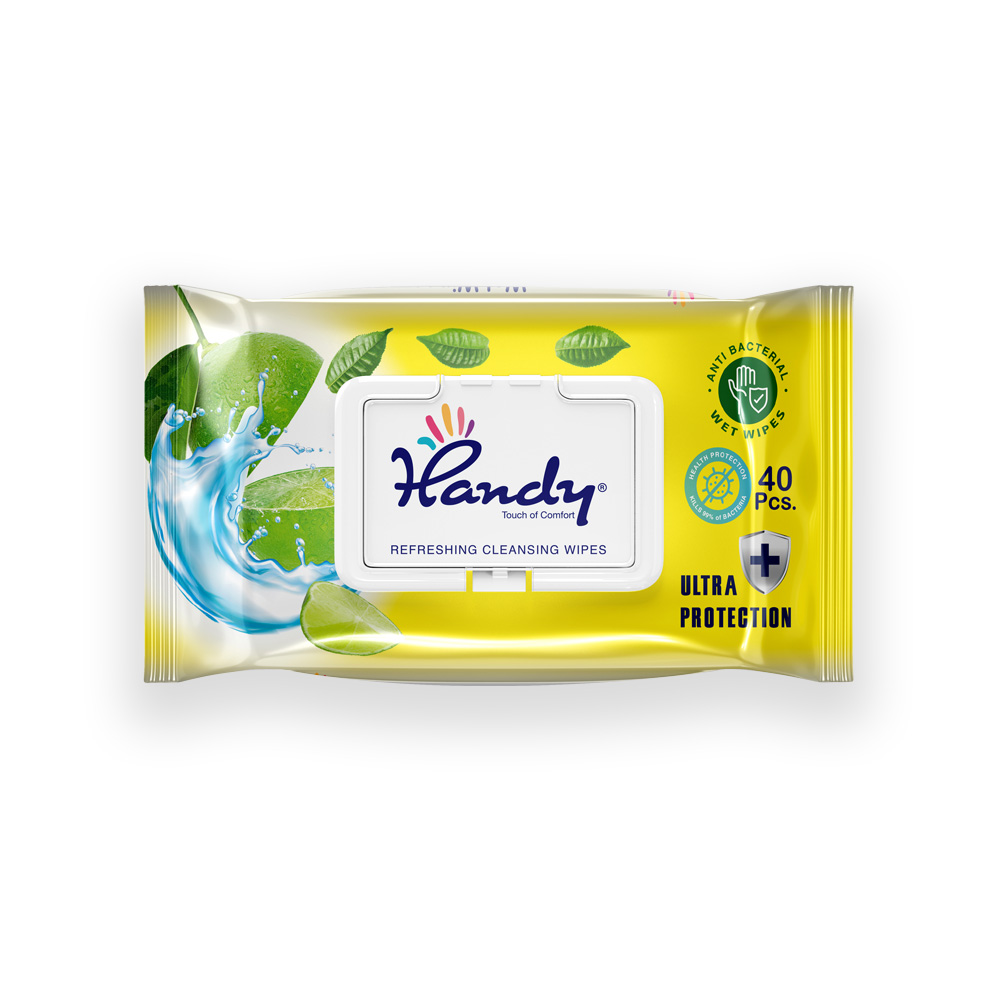 Handy®
Touch of Comfort
REFRESHING CLEANSING WIPES
ANTI BACTERIAL
WET WIPES
HEALTH PROTECTION
KILLS 99% of BACTERIA
40
Pcs.
ULTRA
PROTECTION